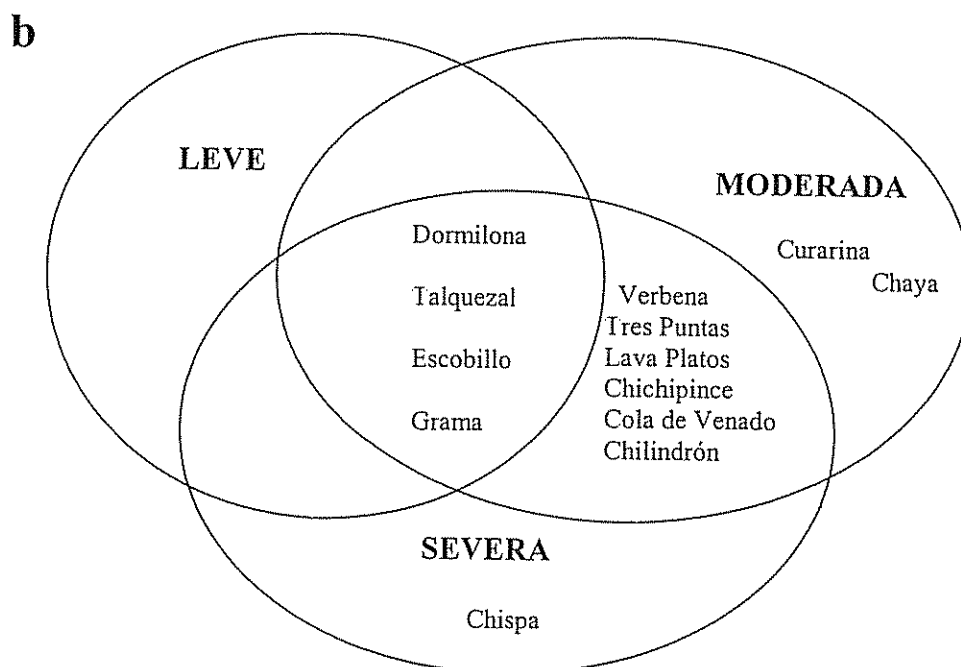 b
LEVE
MODERADA
Dormilona
Curarina
Chaya
Talquezal
Verbena
Tres Puntas
Escobillo
Lava Platos
Chichipince
Grama
Cola de Venado
Chilindrón
SEVERA
Chispa